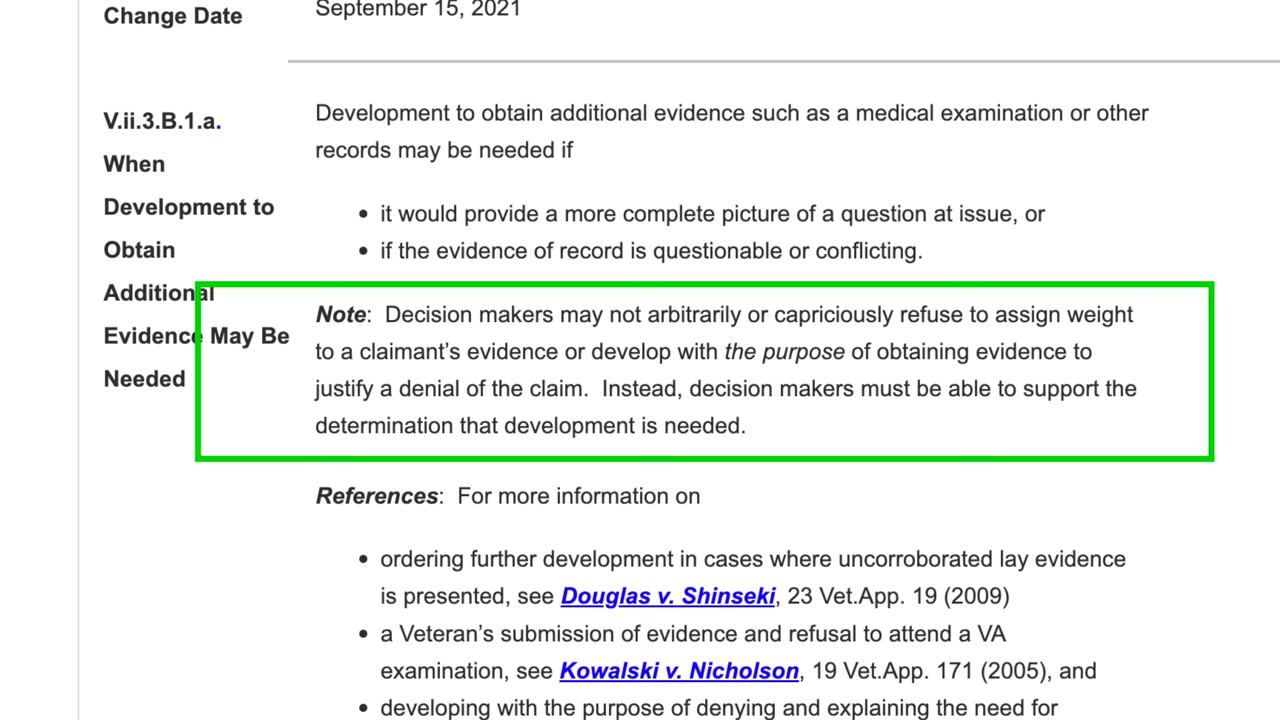 Change Date
September 15, 2021
V.ii.3.B.1.a.
When
Development to
Obtain
Additional
Evidence May Be
Needed
Development to obtain additional evidence such as a medical examination or other
records may be needed if
• it would provide a more complete picture of a question at issue, or
• if the evidence of record is questionable or conflicting.
Note:  Decision makers may not arbitrarily or capriciously refuse to assign weight
to a claimant’s evidence or develop with the purpose of obtaining evidence to
justify a denial of the claim.  Instead, decision makers must be able to support the
determination that development is needed.
References:  For more information on
• ordering further development in cases where uncorroborated lay evidence
is presented, see Douglas v. Shinseki, 23 Vet.App. 19 (2009)
• a Veteran’s submission of evidence and refusal to attend a VA
examination, see Kowalski v. Nicholson, 19 Vet.App. 171 (2005), and
• developing with the purpose of denying and explaining the need for